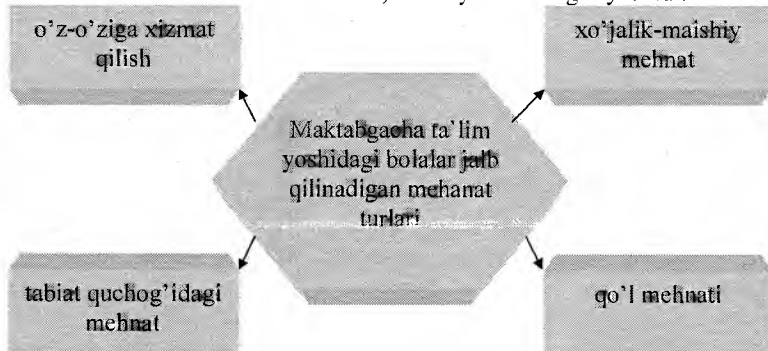 o’z-o’ziga xizmat
qilish
xo’jalik-maishiy
mehnat
Maktabgacha ta’lim
yoshidagi bolalar jalb
qilinadigan mehanat
turlari
tabiat quchog’idagi
mehnat
qo’l mehnati